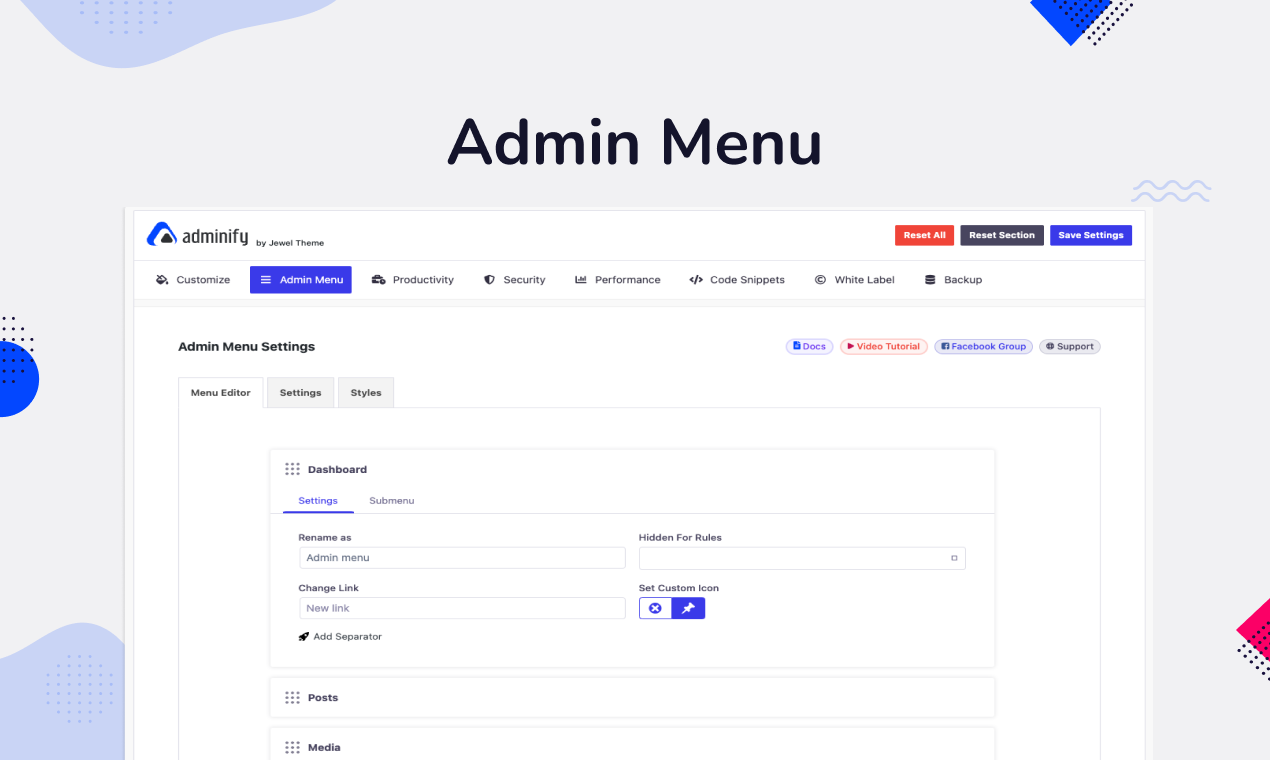 Admin Menu
adminify by Jewel Theme
Reset All Reset Section Save Settings
Customize Admin Menu Productivity Security Performance Code Snippets White Label Backup
Admin Menu Settings
Docs Video Tutorial Facebook Group Support
Menu Editor Settings Styles
Dashboard
Settings Submenu
Rename as Hidden For Rules
Admin menu
Change Link Set Custom Icon
New link
Add Separator
Posts
Media